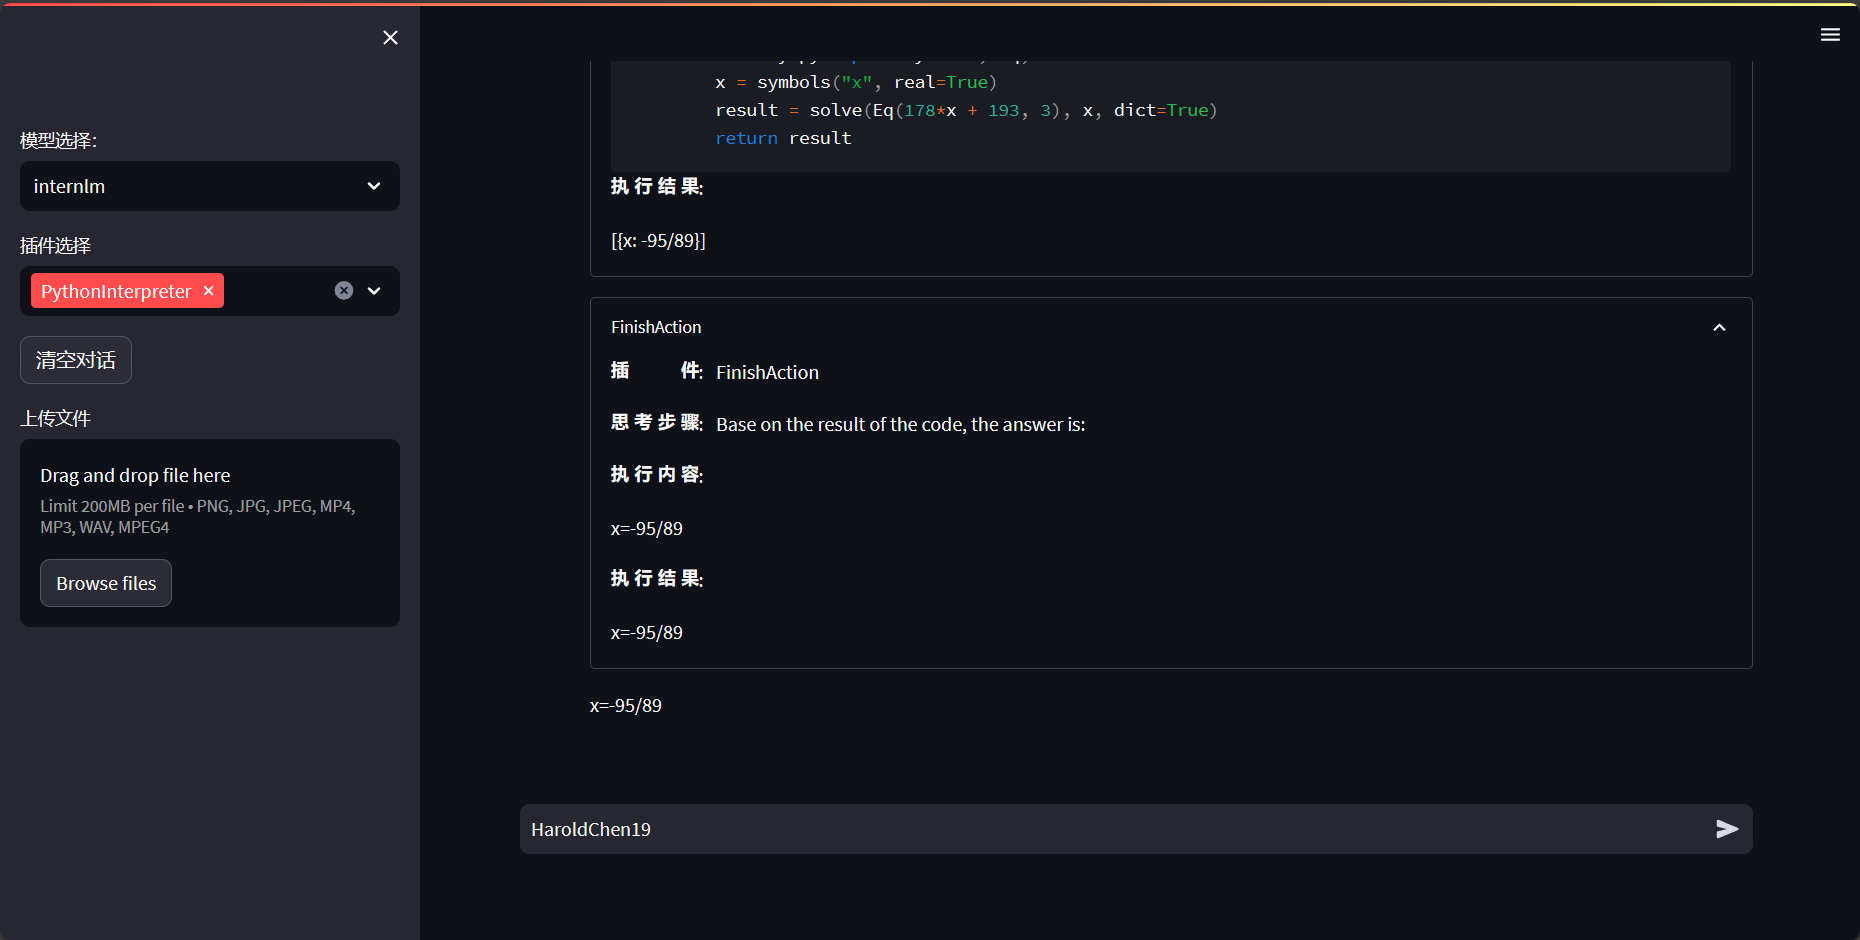 模型选择：
internlm
插件选择
PythonInterpreter
清空对话
上传文件
Drag and drop file here
Limit 200MB per file • PNG, JPG, JPEG, MP4,
MP3, WAV, MPEG4
Browse files
x = symbols("x", real=True)
result = solve(Eq(178*x + 193, 3), x, dict=True)
return result
执行结果:
[{x: -95/89}]
FinishAction
插 件: FinishAction
思考步骤: Base on the result of the code, the answer is:
执行内容:
x=-95/89
执行结果:
x=-95/89
x=-95/89
HaroldChen19